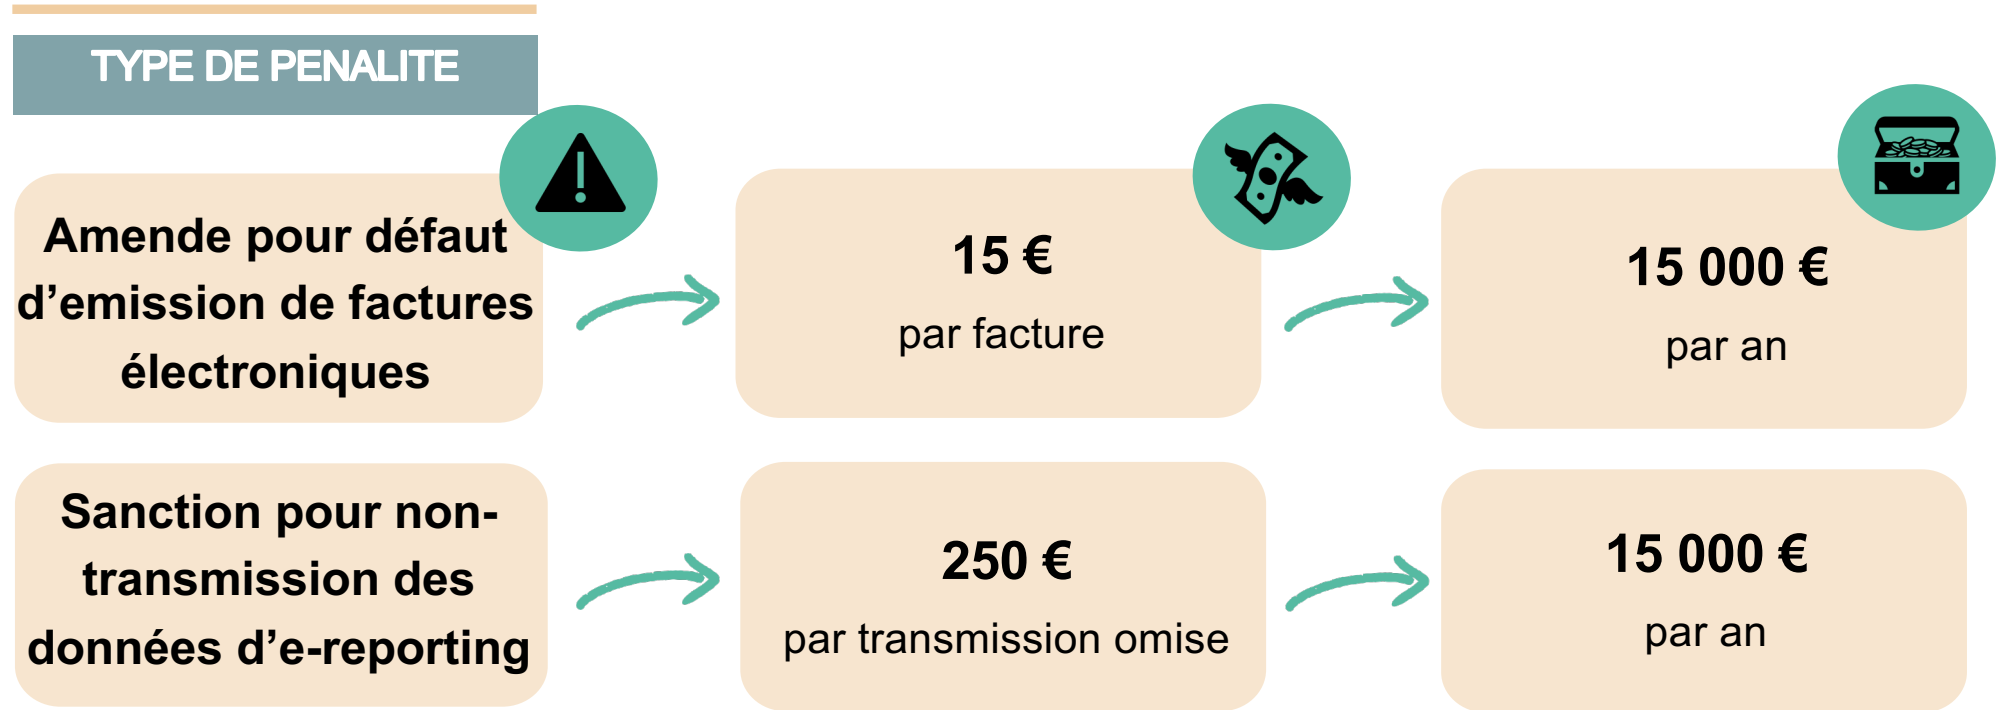 TYPE DE PENALITE
Amende pour défaut
d’emission de factures
électroniques
15 €
par facture
15 000 €
par an
Sanction pour non-
transmission des
données d’e-reporting
250 €
par transmission omise
15 000 €
par an